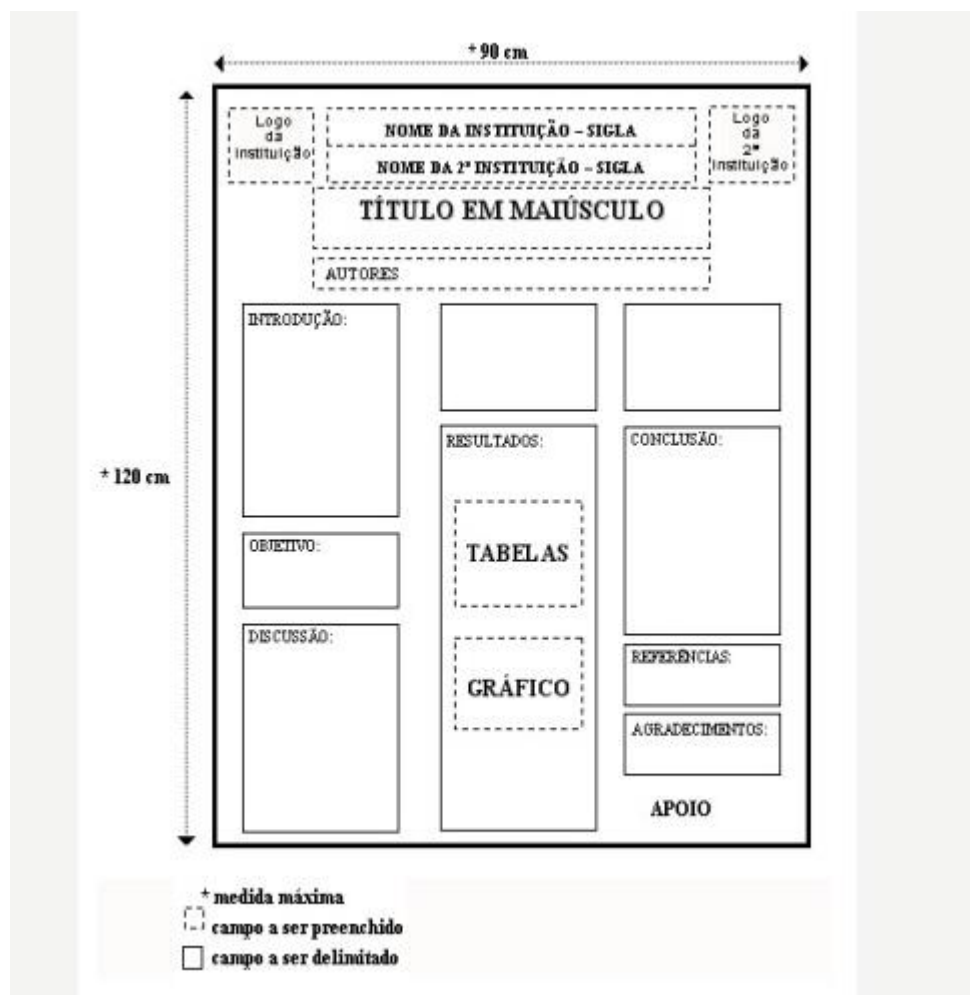 * 90 cm
Logo
da
instituição
NOME DA INSTITUIÇÃO – SIGLA
NOME DA 2ª INSTITUIÇÃO – SIGLA
Logo
da
2ª
instituição
TÍTULO EM MAIÚSCULO
AUTORES
* 120 cm
INTRODUÇÃO:
OBJETIVO:
DISCUSSÃO:
RESULTADOS:
TABELAS
GRÁFICO
CONCLUSÃO:
REFERÊNCIAS:
AGRADECIMENTOS:
APOIO
* medida máxima
campo a ser preenchido
campo a ser delimitado